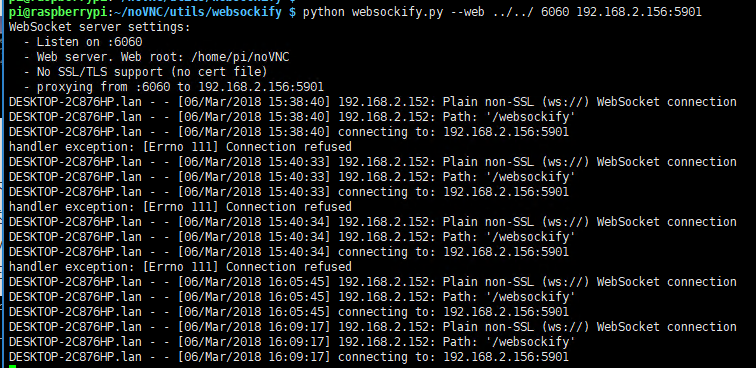 pi@raspberrypi:~/noVNC/utils/websockify $ python websockify.py --web ../../ 6060 192.168.2.156:5901
WebSocket server settings:
  - Listen on :6060
  - Web server. Web root: /home/pi/noVNC
  - No SSL/TLS support (no cert file)
  - proxying from :6060 to 192.168.2.156:5901
DESKTOP-2C876HP.lan - - [06/Mar/2018 15:38:40] 192.168.2.152: Plain non-SSL (ws://) WebSocket connection
DESKTOP-2C876HP.lan - - [06/Mar/2018 15:38:40] 192.168.2.152: Path: '/websockify'
DESKTOP-2C876HP.lan - - [06/Mar/2018 15:38:40] connecting to: 192.168.2.156:5901
handler exception: [Errno 111] Connection refused
DESKTOP-2C876HP.lan - - [06/Mar/2018 15:40:33] 192.168.2.152: Plain non-SSL (ws://) WebSocket connection
DESKTOP-2C876HP.lan - - [06/Mar/2018 15:40:33] 192.168.2.152: Path: '/websockify'
DESKTOP-2C876HP.lan - - [06/Mar/2018 15:40:33] connecting to: 192.168.2.156:5901
handler exception: [Errno 111] Connection refused
DESKTOP-2C876HP.lan - - [06/Mar/2018 15:40:34] 192.168.2.152: Plain non-SSL (ws://) WebSocket connection
DESKTOP-2C876HP.lan - - [06/Mar/2018 15:40:34] 192.168.2.152: Path: '/websockify'
DESKTOP-2C876HP.lan - - [06/Mar/2018 15:40:34] connecting to: 192.168.2.156:5901
handler exception: [Errno 111] Connection refused
DESKTOP-2C876HP.lan - - [06/Mar/2018 16:05:45] 192.168.2.152: Plain non-SSL (ws://) WebSocket connection
DESKTOP-2C876HP.lan - - [06/Mar/2018 16:05:45] 192.168.2.152: Path: '/websockify'
DESKTOP-2C876HP.lan - - [06/Mar/2018 16:05:45] connecting to: 192.168.2.156:5901
DESKTOP-2C876HP.lan - - [06/Mar/2018 16:09:17] 192.168.2.152: Plain non-SSL (ws://) WebSocket connection
DESKTOP-2C876HP.lan - - [06/Mar/2018 16:09:17] 192.168.2.152: Path: '/websockify'
DESKTOP-2C876HP.lan - - [06/Mar/2018 16:09:17] connecting to: 192.168.2.156:5901